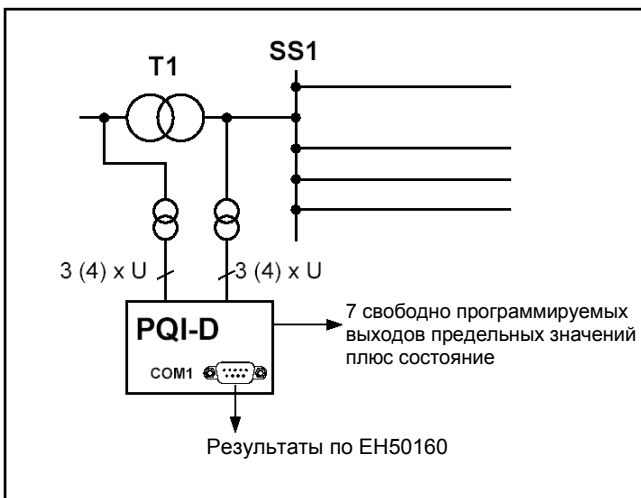 SS1
T1
3 (4) x U
3 (4) x U
PQI-D
COM1
7 свободно программируемых
выходов предельных значений
плюс состояние
Результаты по ЕН50160